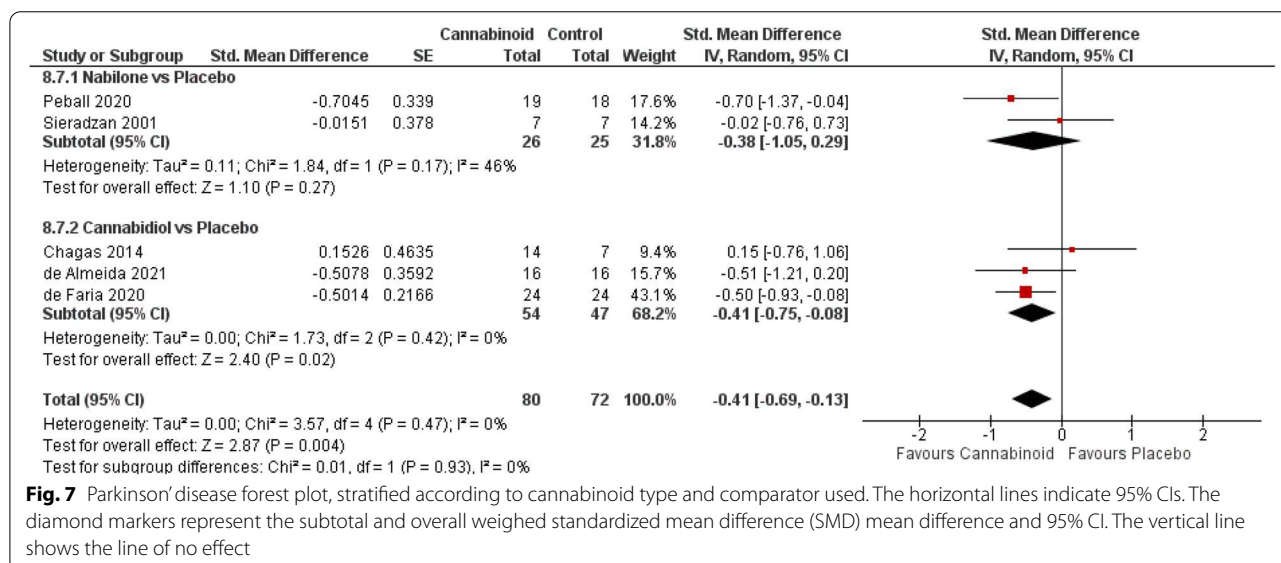 Cannabinoid Control Std. Mean Difference Std. Mean Difference
Study or Subgroup Std. Mean Difference SE Total Total Weight IV, Random, 95% CI IV, Random, 95% CI
8.7.1 Nabilone vs Placebo
Peball 2020 -0.7045 0.339 19 18 17.6% -0.70 [-1.37, -0.04]
Sieradzan 2001 -0.0151 0.378 7 7 14.2% -0.02 [-0.76, 0.73]
Subtotal (95% CI) 26 25 31.8% -0.38 [-1.05, 0.29]
Heterogeneity: Tau² = 0.11; Chi² = 1.84, df = 1 (P = 0.17); I² = 46%
Test for overall effect: Z = 1.10 (P = 0.27)
8.7.2 Cannabidiol vs Placebo
Chagas 2014 0.1526 0.4635 14 7 9.4% 0.15 [-0.76, 1.06]
de Almeida 2021 -0.5078 0.3592 16 16 15.7% -0.51 [-1.21, 0.20]
de Faria 2020 -0.5014 0.2166 24 24 43.1% -0.50 [-0.93, -0.08]
Subtotal (95% CI) 54 47 68.2% -0.41 [-0.75, -0.08]
Heterogeneity: Tau² = 0.00; Chi² = 1.73, df = 2 (P = 0.42); I² = 0%
Test for overall effect: Z = 2.40 (P = 0.02)
Total (95% CI) 80 72 100.0% -0.41 [-0.69, -0.13]
Heterogeneity: Tau² = 0.00; Chi² = 3.57, df = 4 (P = 0.47); I² = 0%
Test for overall effect: Z = 2.87 (P = 0.004)
Test for subgroup differences: Chi² = 0.01, df = 1 (P = 0.93), I² = 0%
-2 -1 0 1 2
Favours Cannabinoid Favours Placebo
Fig. 7 Parkinson' disease forest plot, stratified according to cannabinoid type and comparator used. The horizontal lines indicate 95% CIs. The
diamond markers represent the subtotal and overall weighed standardized mean difference (SMD) mean difference and 95% CI. The vertical line
shows the line of no effect